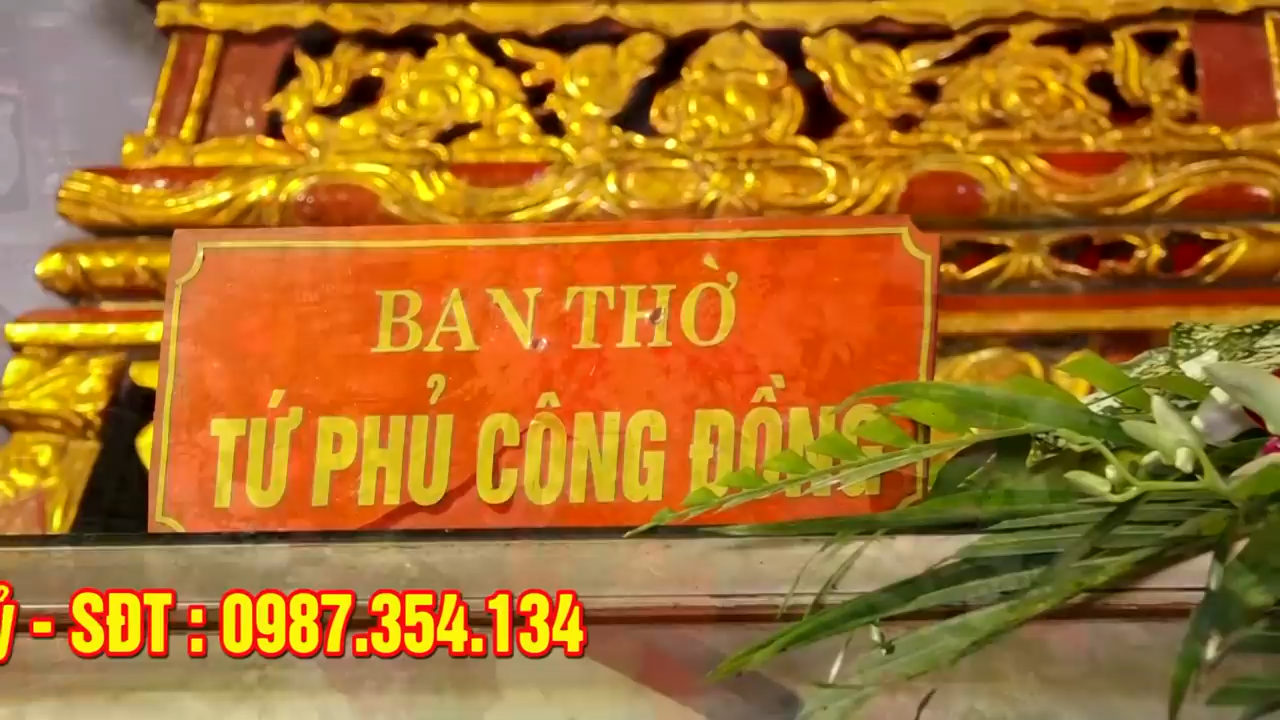 BAN THỜ
TỨ PHỦ CÔNG ĐỒNG
- SĐT : 0987.354.134